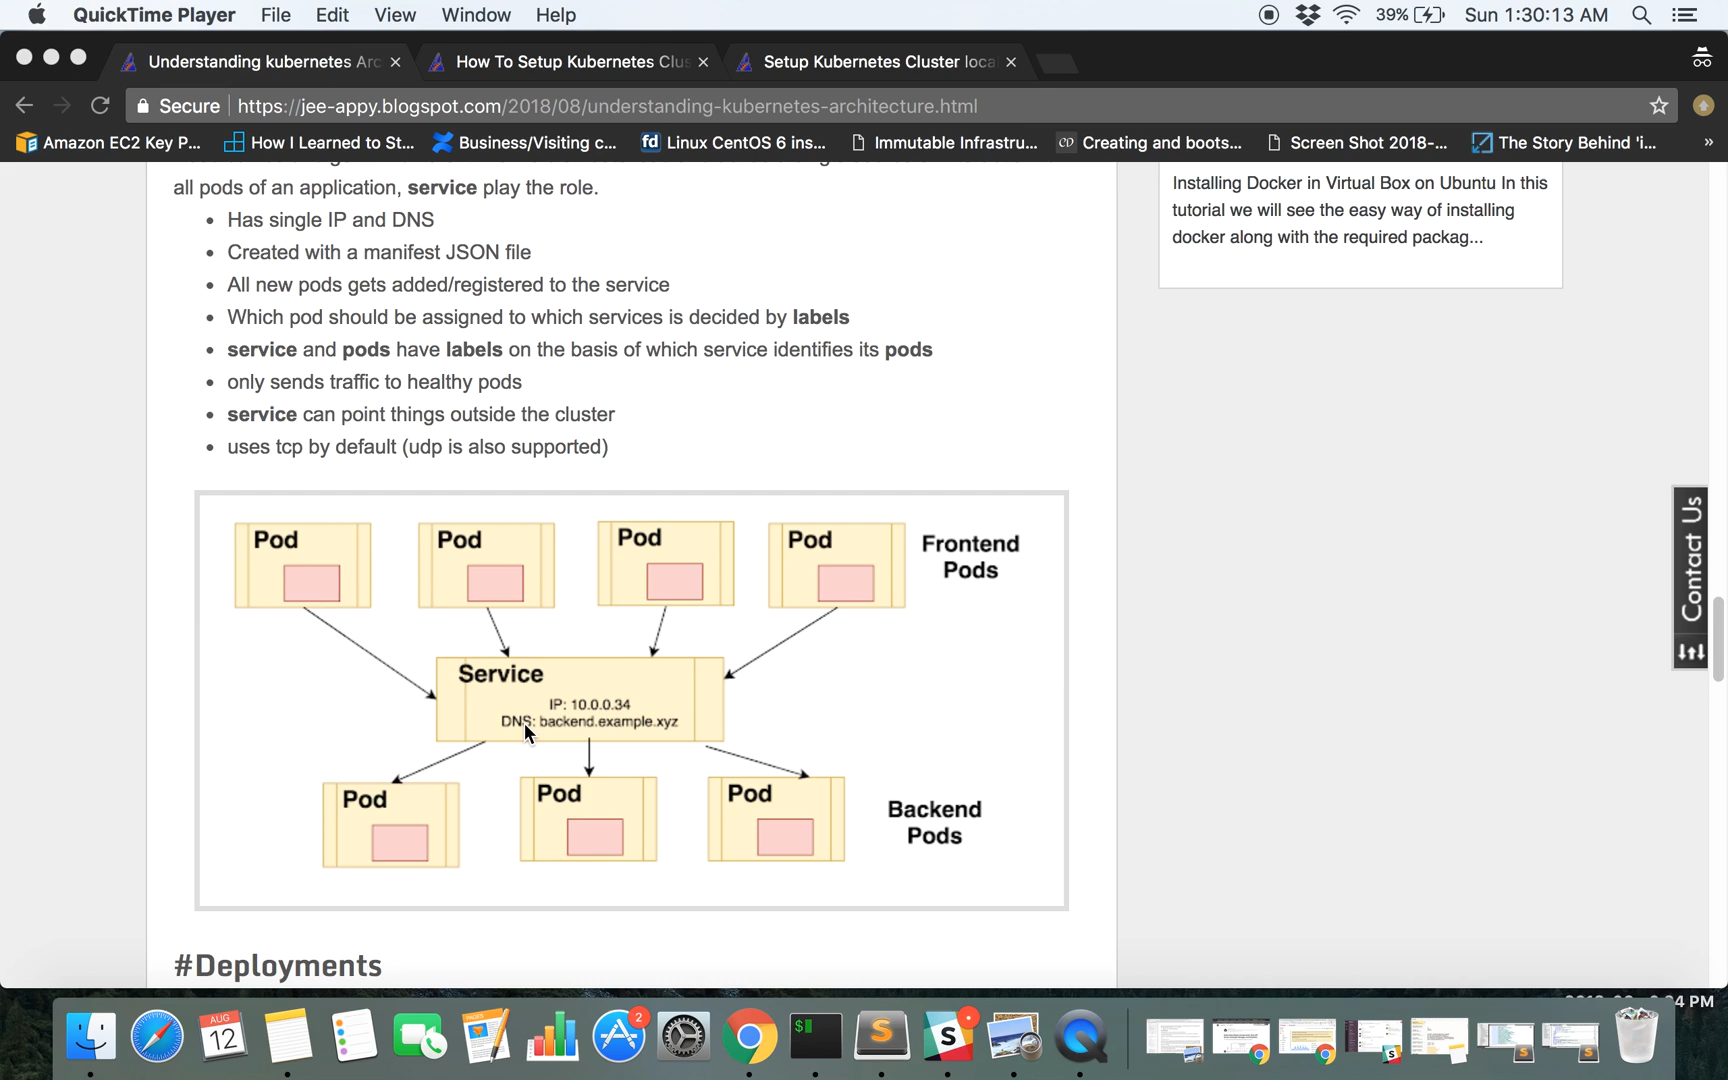 QuickTime Player File Edit View Window Help 39% Sun 1:30:13 AM
Understanding kubernetes Arc How To Setup Kubernetes Clus Setup Kubernetes Cluster loca
Secure https://jee-appy.blogspot.com/2018/08/understanding-kubernetes-architecture.html
Amazon EC2 Key P... How I Learned to St... Business/Visiting c... fd Linux CentOS 6 ins... Immutable Infrastru... CD Creating and boots... Screen Shot 2018-... The Story Behind 'i... »
all pods of an application, service play the role.
• Has single IP and DNS
• Created with a manifest JSON file
• All new pods gets added/registered to the service
• Which pod should be assigned to which services is decided by labels
• service and pods have labels on the basis of which service identifies its pods
• only sends traffic to healthy pods
• service can point things outside the cluster
• uses tcp by default (udp is also supported)
Installing Docker in Virtual Box on Ubuntu In this
tutorial we will see the easy way of installing
docker along with the required packag...
Contact Us
Pod Pod Pod Pod
Frontend
Pods
Service
IP: 10.0.0.34
DNS: backend.example.xyz
Pod Pod Pod
Backend
Pods
#Deployments
PM
AUG
12
2
$
S
S